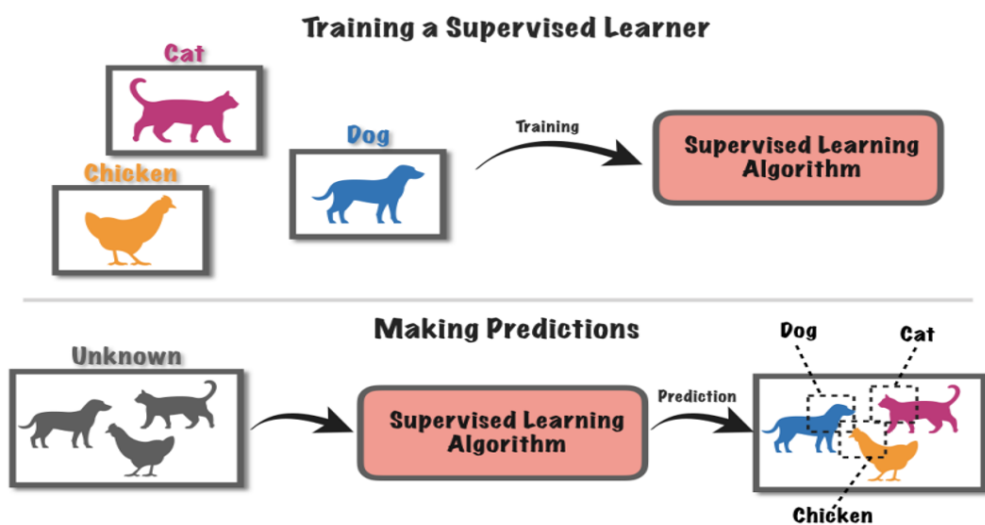 Training a Supervised Learner
Cat
Dog
Chicken
Training
Supervised Learning
Algorithm
Making Predictions
Unknown
Supervised Learning
Algorithm
Prediction
Dog
Cat
Chicken